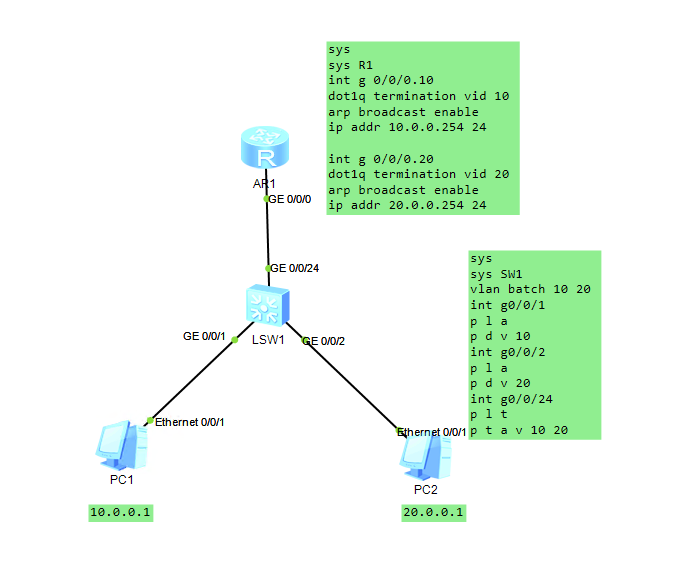 sys
sys R1
int g 0/0/0.10
dot1q termination vid 10
arp broadcast enable
ip addr 10.0.0.254 24
int g 0/0/0.20
dot1q termination vid 20
arp broadcast enable
ip addr 20.0.0.254 24
R
AR1
GE 0/0/0
GE 0/0/24
LSW1
GE 0/0/1
GE 0/0/2
sys
sys SW1
vlan batch 10 20
int g0/0/1
p l a
p d v 10
int g0/0/2
p l a
p d v 20
int g0/0/24
p l t
p t a v 10 20
Ethernet 0/0/1
Ethernet 0/0/1
PC1
PC2
10.0.0.1
20.0.0.1